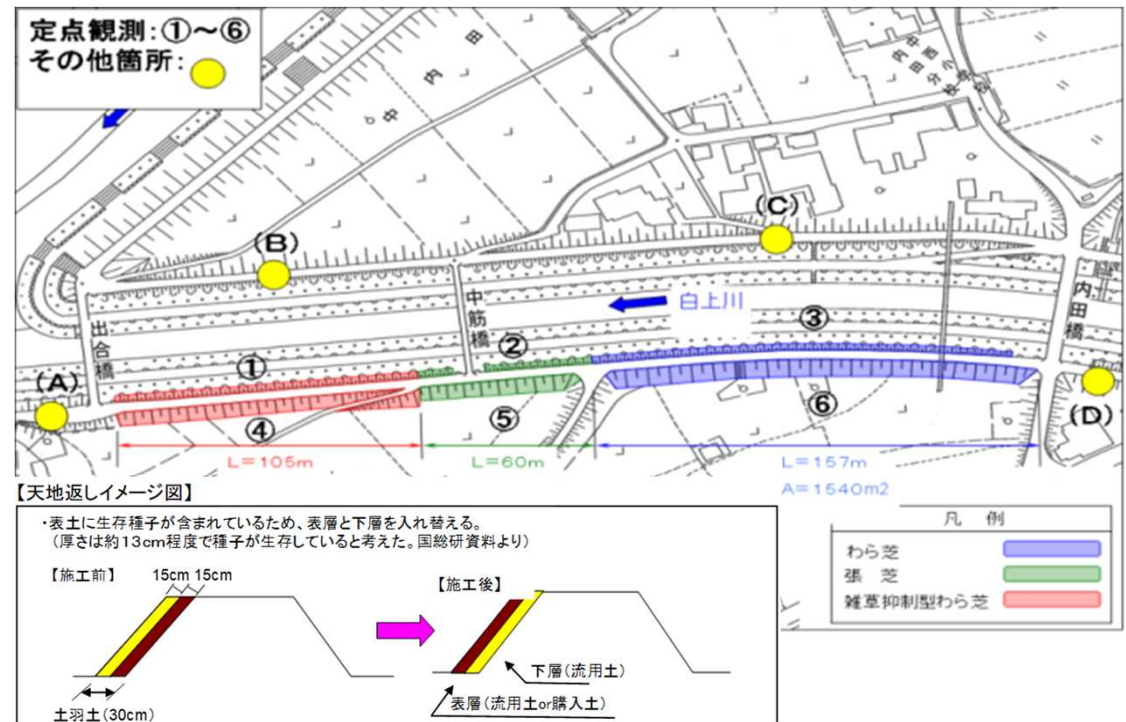 定点観測:①~⑥
その他箇所:
中内田
(A)
(B)
(C)
(D)
出合橋
中筋橋
内田橋
白上川
①
②
③
④
⑤
⑥
L=105m
L=60m
L=157m
A=1540m2
【天地返しイメージ図】
・表土に生存種子が含まれているため、表層と下層を入れ替える。
(厚さは約13cm程度で種子が生存していると考えた。国総研資料より)
【施工前】
15cm 15cm
土羽土(30cm)
【施工後】
下層(流用土)
表層(流用土or購入土)
凡 例
わら芝
張 芝
雑草抑制型わら芝